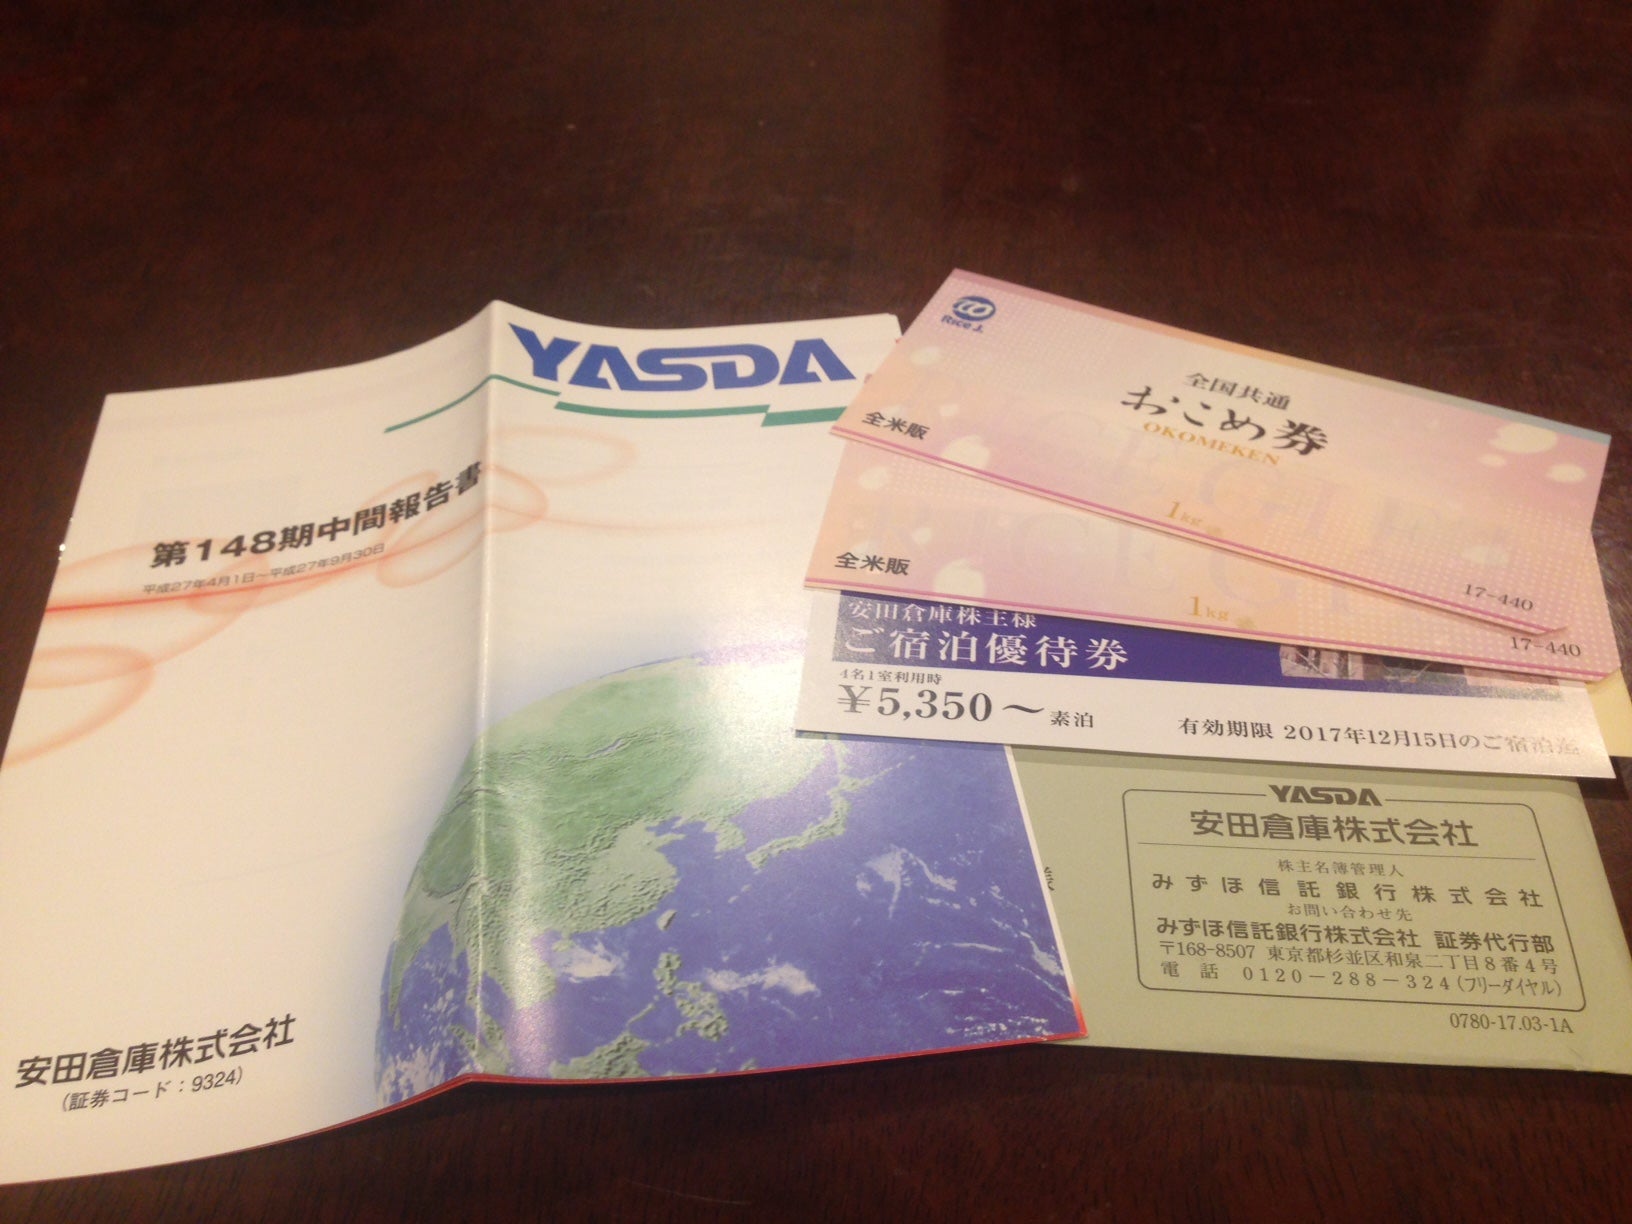 YASDA
第148期中間報告書
平成27年4月1日〜平成27年9月30日
安田倉庫株式会社
(証券コード：9324)
Rice J.
全国共通
おこめ券
OKOMEKEN
全米販
1kg
17-440
全米販
1kg
17-440
安田倉庫株主様
ご宿泊優待券
4名1室利用時
￥5,350〜素泊
有効期限 2017年12月15日のご宿泊迄
様
YASDA
安田倉庫株式会社
株主名簿管理人
みずほ信託銀行株式会社
お問い合わせ先
みずほ信託銀行株式会社 証券代行部
〒168-8507 東京都杉並区和泉二丁目8番4号
電話 0120－288－324(フリーダイヤル)
0780-17.03-1A